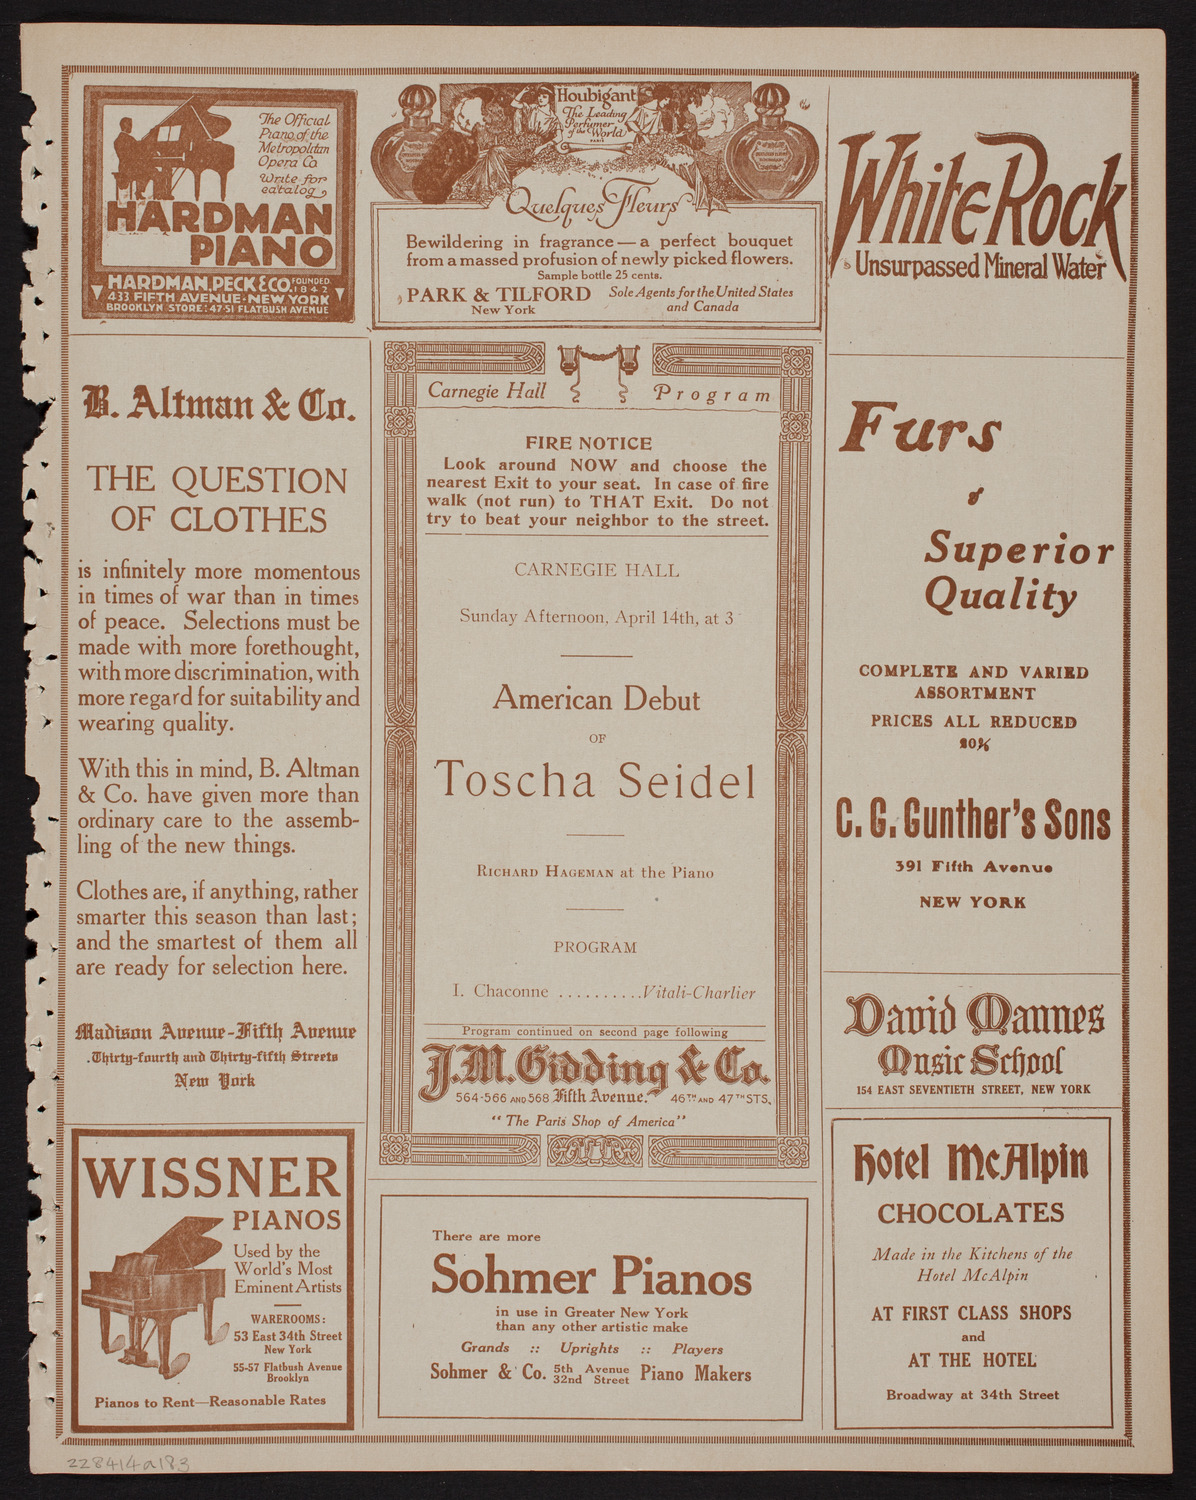 The Official
Piano of the
Metropolitan
Opera Co.
Write for
catalog
HARDMAN
PIANO
HARDMAN, PECK & CO. FOUNDED 1842
433 FIFTH AVENUE · NEW YORK
BROOKLYN STORE: 47-51 FLATBUSH AVENUE
Houbigant
The Leading
Perfumer
of the World
PARIS
Quelques Fleurs
Bewildering in fragrance — a perfect bouquet
from a massed profusion of newly picked flowers.
Sample bottle 25 cents.
PARK & TILFORD
New York
Sole Agents for the United States
and Canada
White Rock
Unsurpassed Mineral Water
B. Altman & Co.
THE QUESTION
OF CLOTHES
is infinitely more momentous
in times of war than in times
of peace. Selections must be
made with more forethought,
with more discrimination, with
more regard for suitability and
wearing quality.
With this in mind, B. Altman
& Co. have given more than
ordinary care to the assemb-
ling of the new things.
Clothes are, if anything, rather
smarter this season than last;
and the smartest of them all
are ready for selection here.
Madison Avenue-Fifth Avenue
Thirty-fourth and Thirty-fifth Streets
New York
WISSNER
PIANOS
Used by the
World's Most
Eminent Artists
WAREROOMS:
53 East 34th Street
New York
55-57 Flatbush Avenue
Brooklyn
Pianos to Rent—Reasonable Rates
Carnegie Hall Program
FIRE NOTICE
Look around NOW and choose the
nearest Exit to your seat. In case of fire
walk (not run) to THAT Exit. Do not
try to beat your neighbor to the street.
CARNEGIE HALL
Sunday Afternoon, April 14th, at 3
American Debut
OF
Toscha Seidel
RICHARD HAGEMAN at the Piano
PROGRAM
I. Chaconne ..........Vitali-Charlier
Program continued on second page following
J. M. Gidding & Co.
564-566 AND 568 Fifth Avenue. 46TH AND 47TH STS.
"The Paris Shop of America"
There are more
Sohmer Pianos
in use in Greater New York
than any other artistic make
Grands :: Uprights :: Players
Sohmer & Co. 5th Avenue 32nd Street Piano Makers
Furs
of
Superior
Quality
COMPLETE AND VARIED
ASSORTMENT
PRICES ALL REDUCED
20%
C. G. Gunther's Sons
391 Fifth Avenue
NEW YORK
David Mannes
Music School
154 EAST SEVENTIETH STREET, NEW YORK
Hotel McAlpin
CHOCOLATES
Made in the Kitchens of the
Hotel McAlpin
AT FIRST CLASS SHOPS
and
AT THE HOTEL
Broadway at 34th Street
228414a183